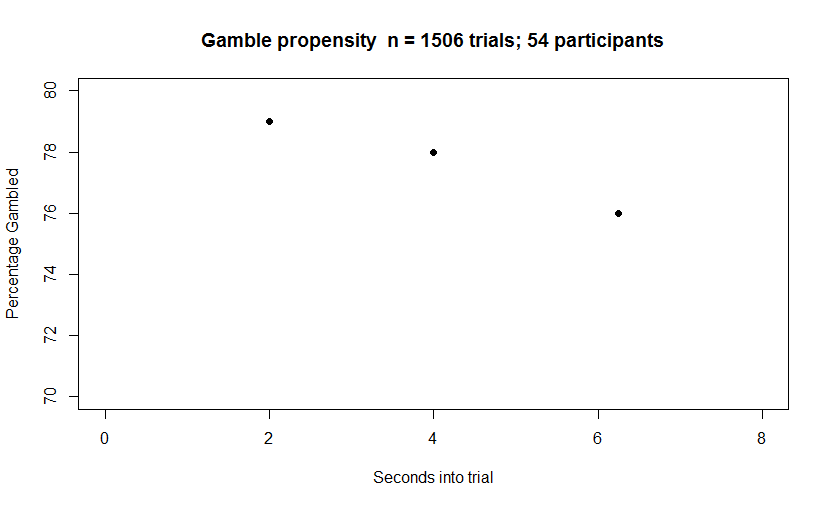 Gamble propensity  n = 1506 trials; 54 participants
Percentage Gambled
80
78
76
74
72
70
0 2 4 6 8
Seconds into trial